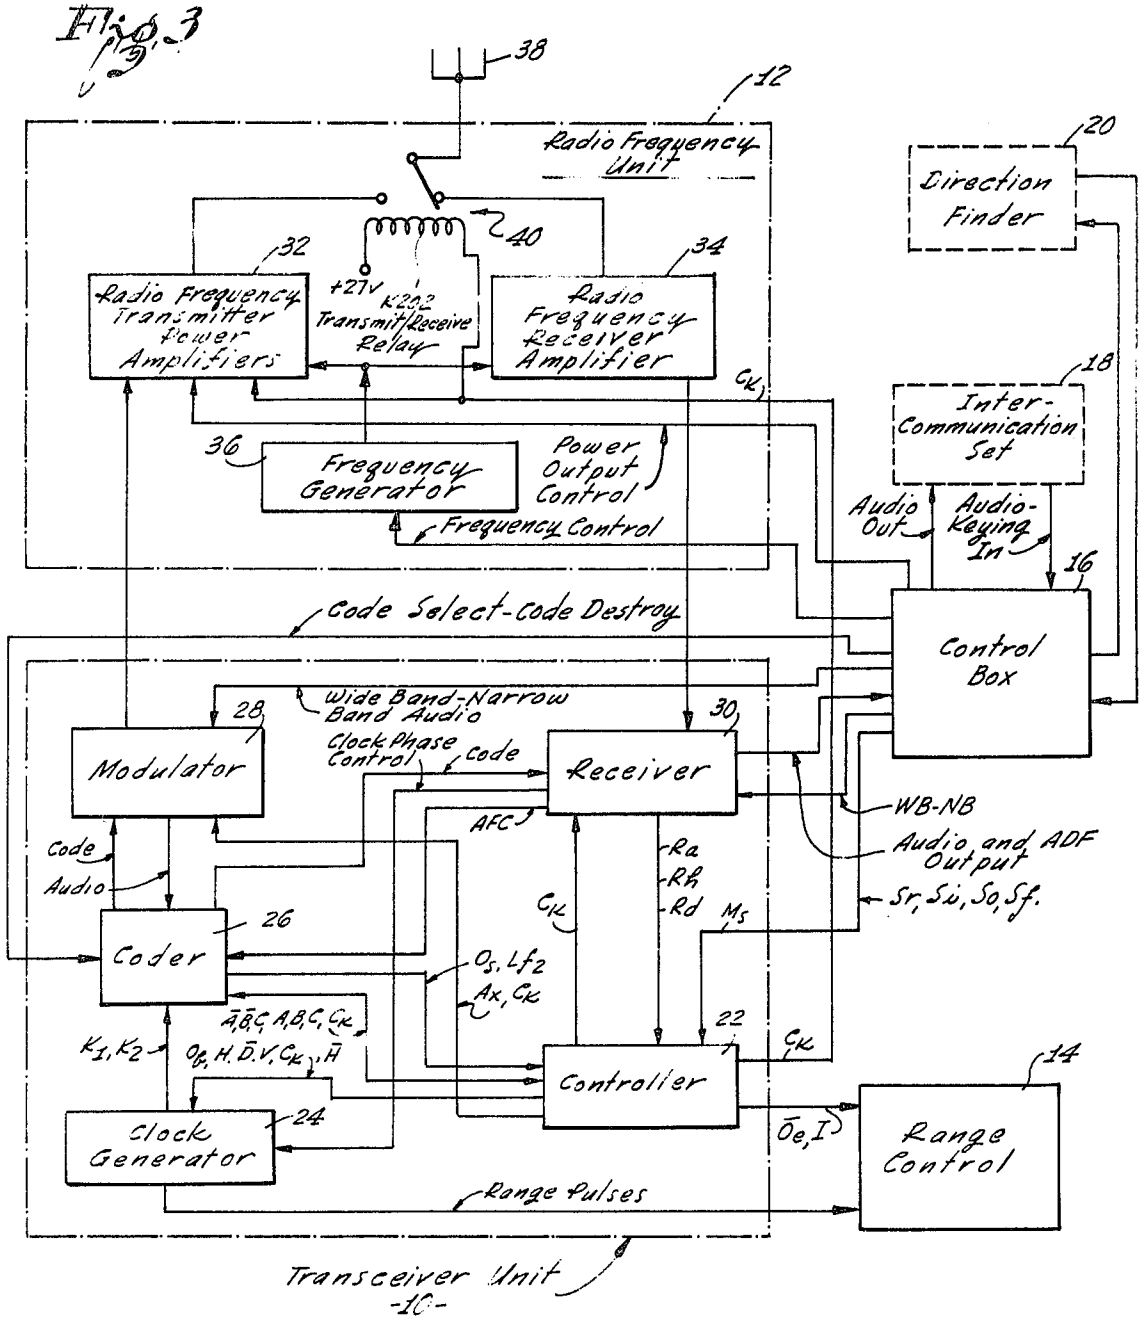 Fig. 3
38
12
Radio Frequency
Unit
20
Direction
Finder
40
32
34
+27v
K202
Transmit/Receive
Relay
Radio Frequency
Transmitter
Power
Amplifiers
Radio
Frequency
Receiver
Amplifier
CK
18
Inter-
Communication
Set
36
Frequency
Generator
Power
Output
Control
Frequency Control
Audio
Out
Audio-
Keying
In
16
Control
Box
Code Select-Code Destroy
Wide Band-Narrow
Band Audio
28
Modulator
Clock Phase
Control
Code
30
Receiver
AFC
WB-NB
Audio and ADF
Output
Code
Audio
Ra
Rh
Rd
CK
Ms
Sr, Si, So, Sf.
26
Coder
Os, Lf2
Ax, CK
A̅,B̅,C̅, A,B,C, CK
K1, K2
H. D̅.V, CK, H̅
22
Controller
CK
14
24
Clock
Generator
O̅e, I
Range
Control
Range Pulses
Transceiver Unit
-10-